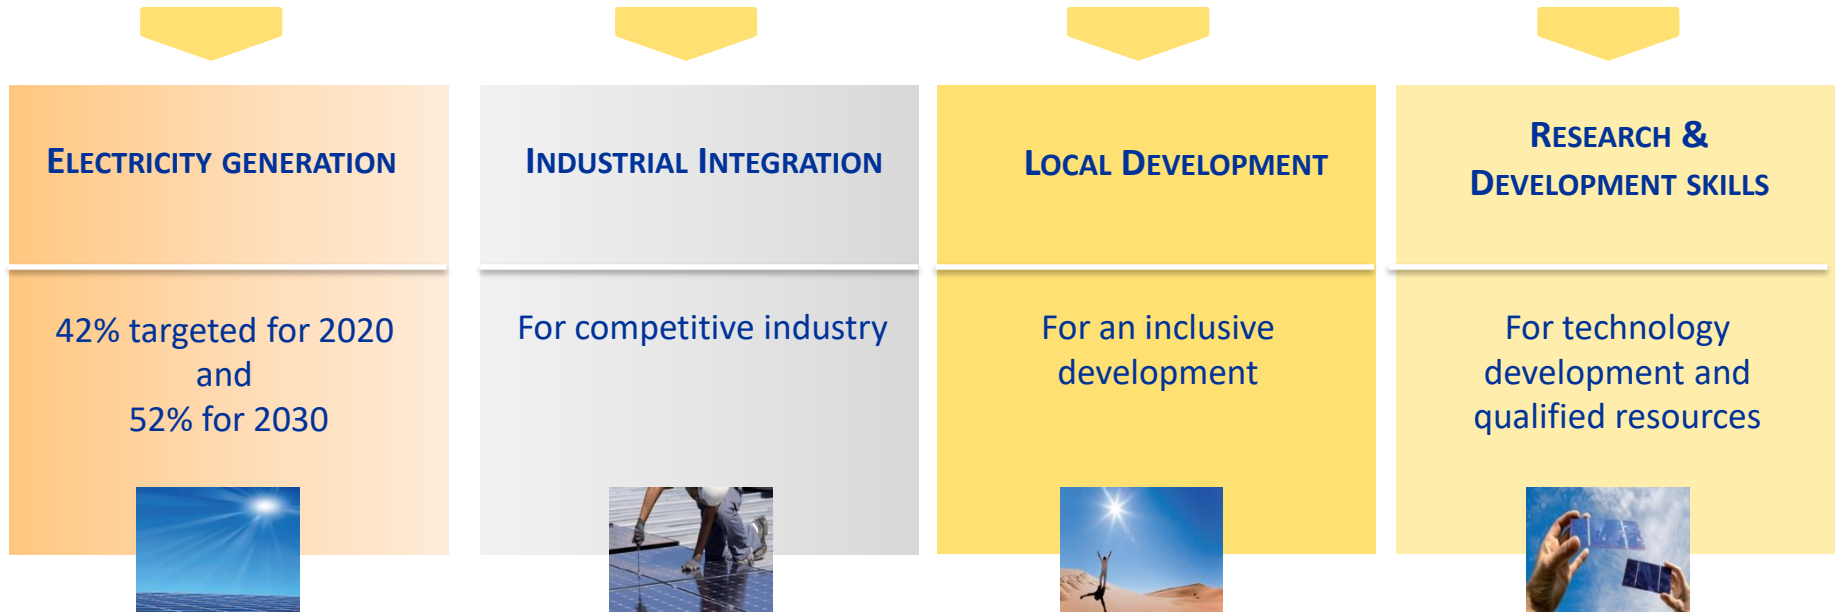 ELECTRICITY GENERATION
42% targeted for 2020
and
52% for 2030
INDUSTRIAL INTEGRATION
For competitive industry
LOCAL DEVELOPMENT
For an inclusive
development
RESEARCH &
DEVELOPMENT SKILLS
For technology
development and
qualified resources